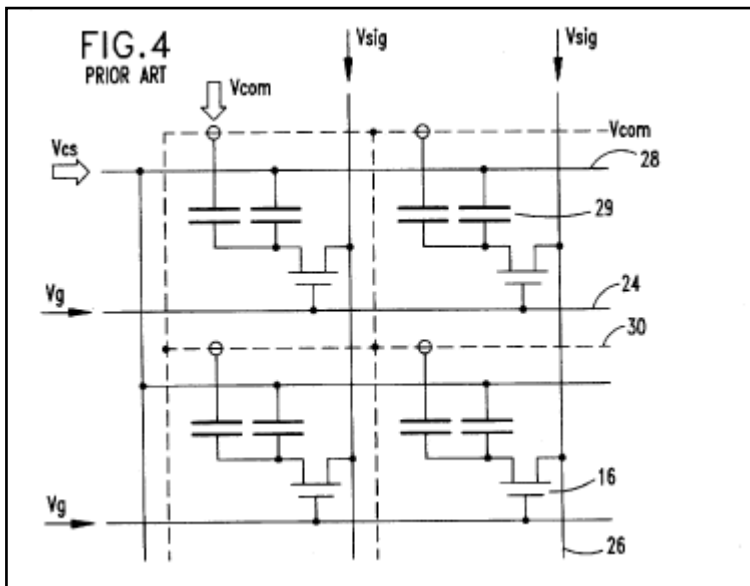 FIG.4
PRIOR ART
Vsig
Vsig
Vcom
Vcom
Vcs
28
29
Vg
24
30
16
Vg
26